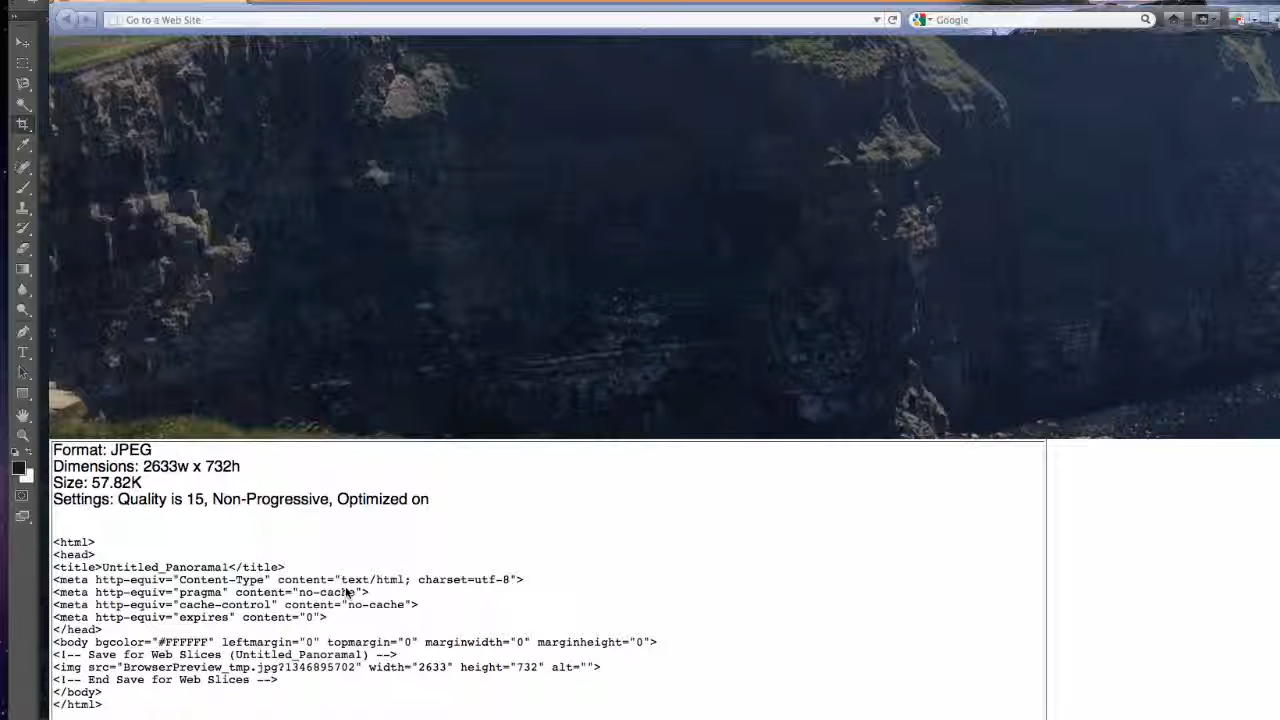 Go to a Web Site
Google
Format: JPEG
Dimensions: 2633w x 732h
Size: 57.82K
Settings: Quality is 15, Non-Progressive, Optimized on
<html>
<head>
<title>Untitled_Panorama1</title>
<meta http-equiv="Content-Type" content="text/html; charset=utf-8">
<meta http-equiv="pragma" content="no-cache">
<meta http-equiv="cache-control" content="no-cache">
<meta http-equiv="expires" content="0">
</head>
<body bgcolor="#FFFFFF" leftmargin="0" topmargin="0" marginwidth="0" marginheight="0">
<!-- Save for Web Slices (Untitled_Panorama1) -->
<img src="BrowserPreview_tmp.jpg?1346895702" width="2633" height="732" alt="">
<!-- End Save for Web Slices -->
</body>
</html>